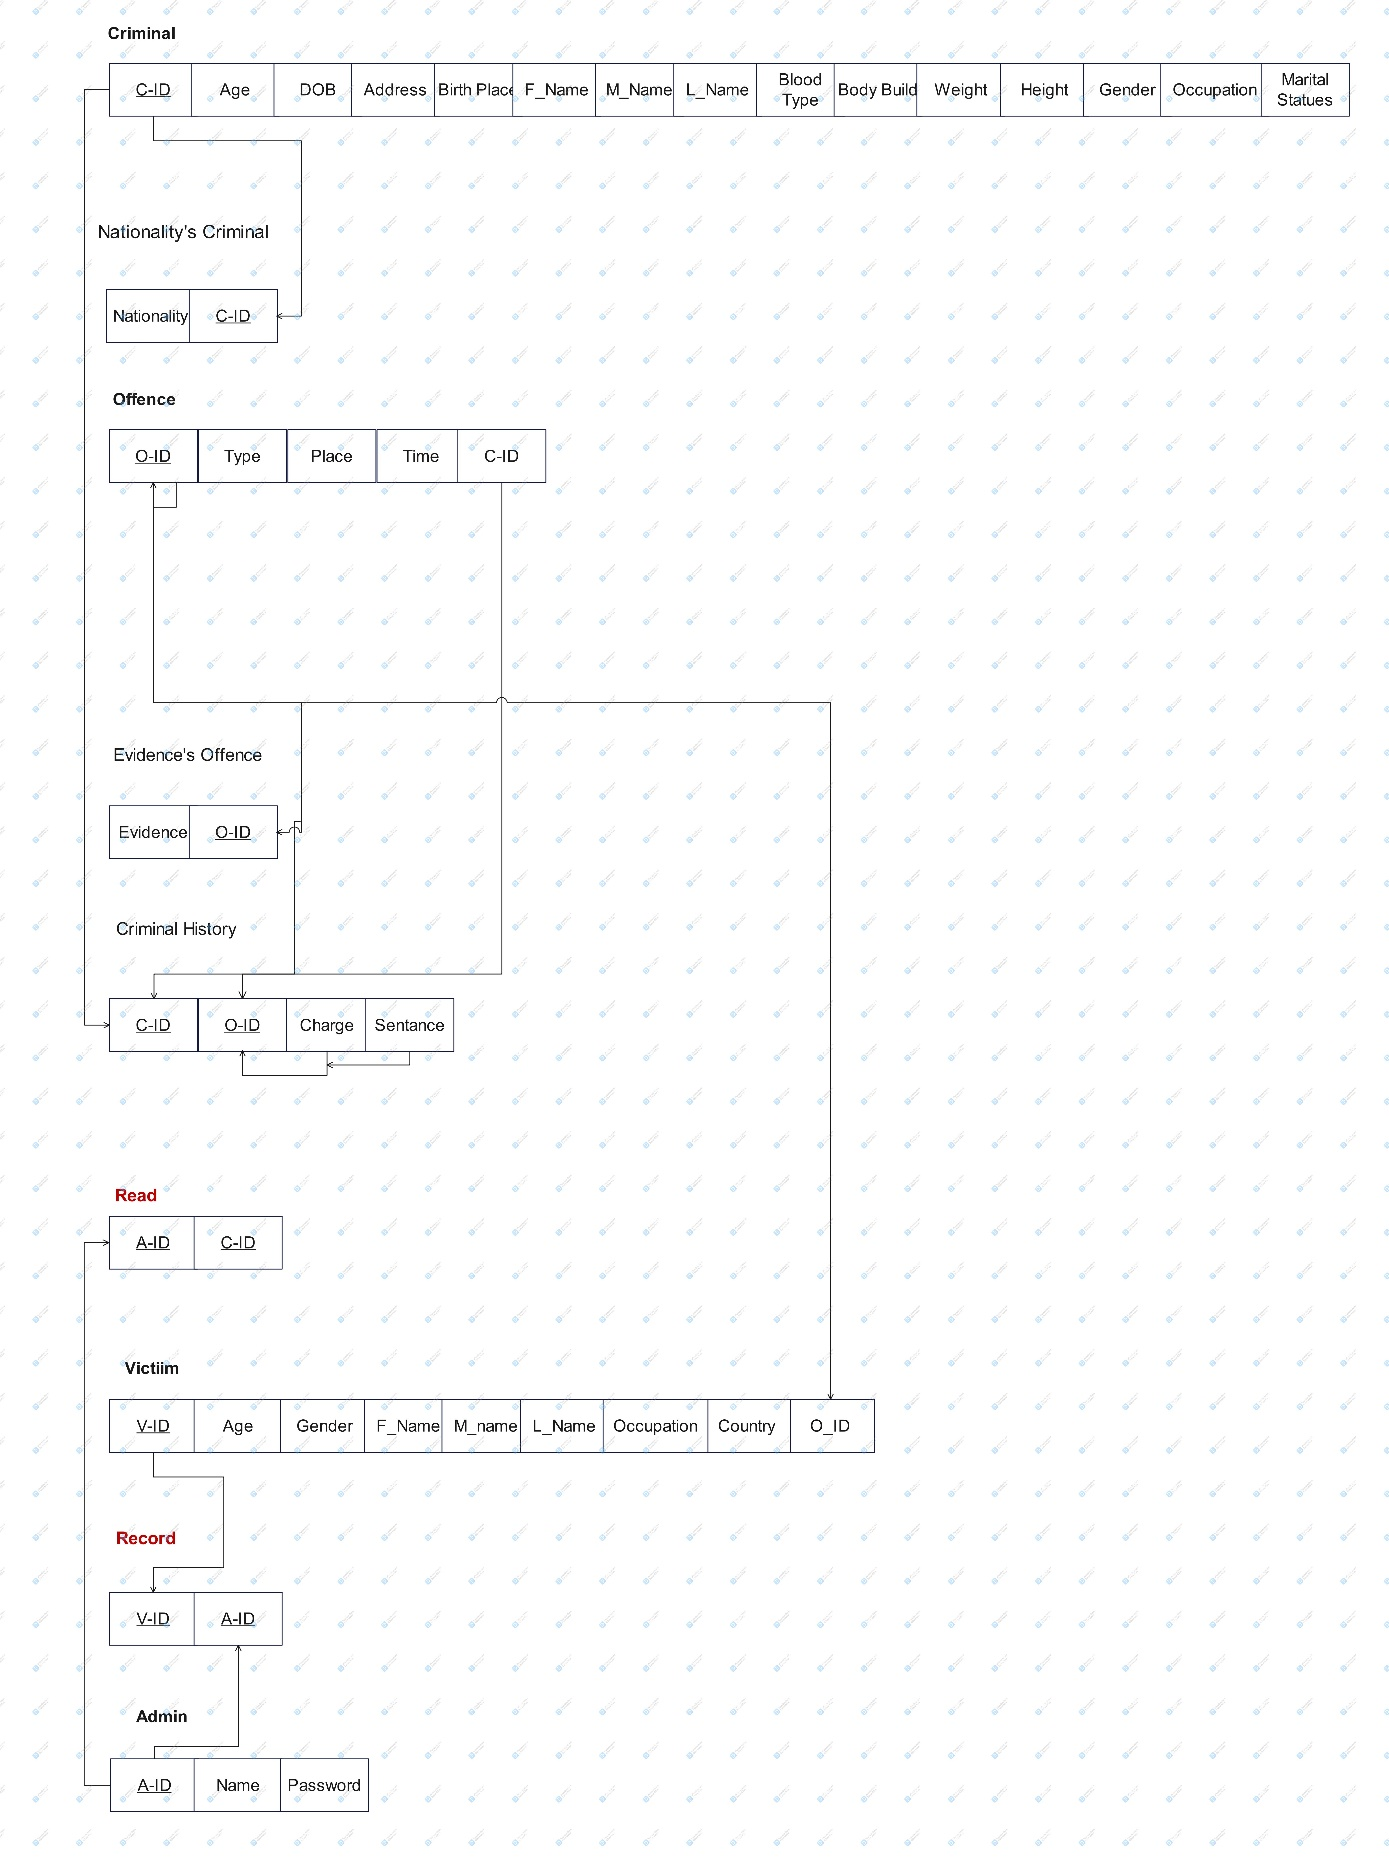 Criminal
C-ID Age DOB Address Birth Place F_Name M_Name L_Name Blood Type Body Build Weight Height Gender Occupation Marital Statues
Nationality's Criminal
Nationality C-ID
Offence
O-ID Type Place Time C-ID
Evidence's Offence
Evidence O-ID
Criminal History
C-ID O-ID Charge Sentance
Read
A-ID C-ID
Victiim
V-ID Age Gender F_Name M_name L_Name Occupation Country O_ID
Record
V-ID A-ID
Admin
A-ID Name Password